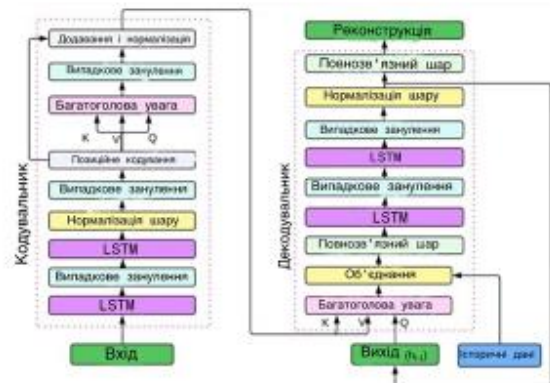 Додавання і нормалізація
Випадкове занулення
Багатоголова увага
K V Q
Позиційне кодування
Випадкове занулення
Нормалізація шару
LSTM
Випадкове занулення
LSTM
Вхід
Кодувальник
Реконструкція
Повнозв'язний шар
Нормалізація шару
Випадкове занулення
LSTM
Випадкове занулення
LSTM
Повнозв'язний шар
Об'єднання
Багатоголова увага
K V Q
Вихід
Історичні дані
Декодувальник